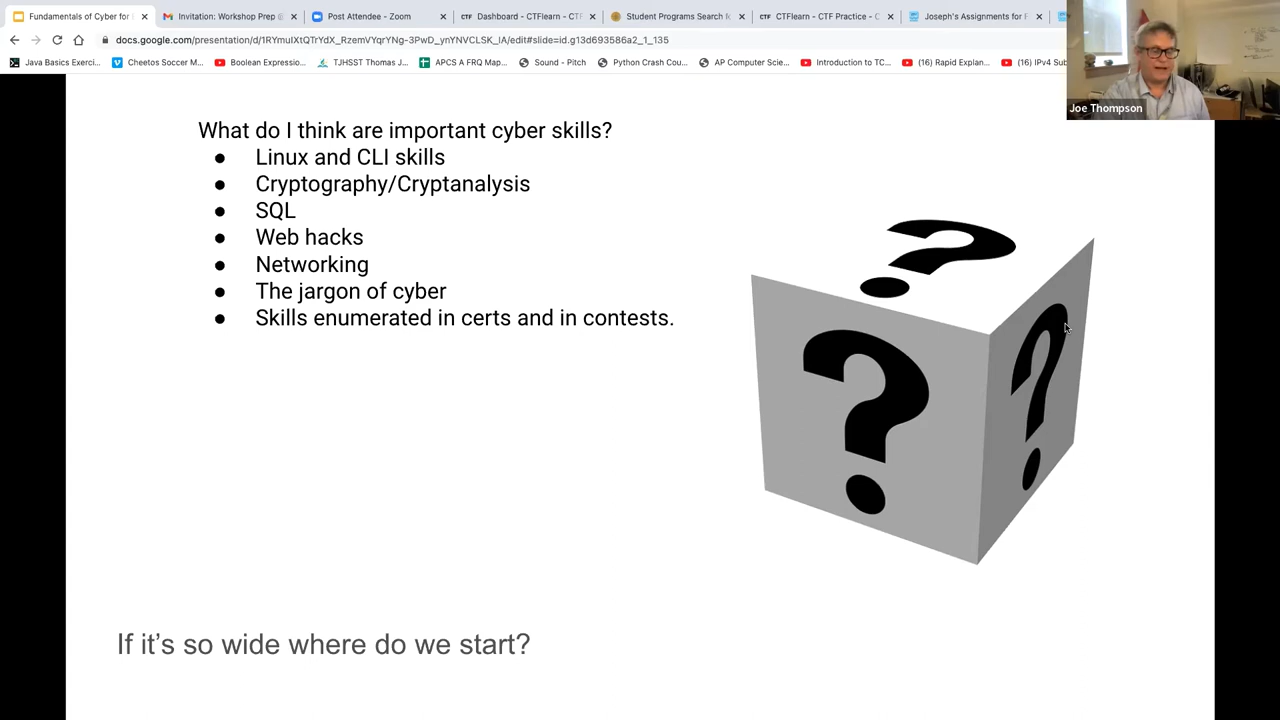 Fundamentals of Cyber for
Invitation: Workshop Prep @
Post Attendee - Zoom
CTF Dashboard - CTFlearn - CTF
Student Programs Search fo
CTF CTFlearn - CTF Practice - C
Joseph's Assignments for F
docs.google.com/presentation/d/1RYmuIXtQTrYdX_RzemVYqrYNg-3PwD_ynYNVCLSK_IA/edit#slide=id.g13d693586a2_1_135
Java Basics Exerci...
Cheetos Soccer M...
Boolean Expressio...
TJHSST Thomas J...
APCS A FRQ Map...
Sound - Pitch
Python Crash Cou...
AP Computer Scie...
Introduction to TC...
(16) Rapid Explan...
(16) IPv4 Sub
Joe Thompson
What do I think are important cyber skills?
● Linux and CLI skills
● Cryptography/Cryptanalysis
● SQL
● Web hacks
● Networking
● The jargon of cyber
● Skills enumerated in certs and in contests.
?
?
?
If it's so wide where do we start?